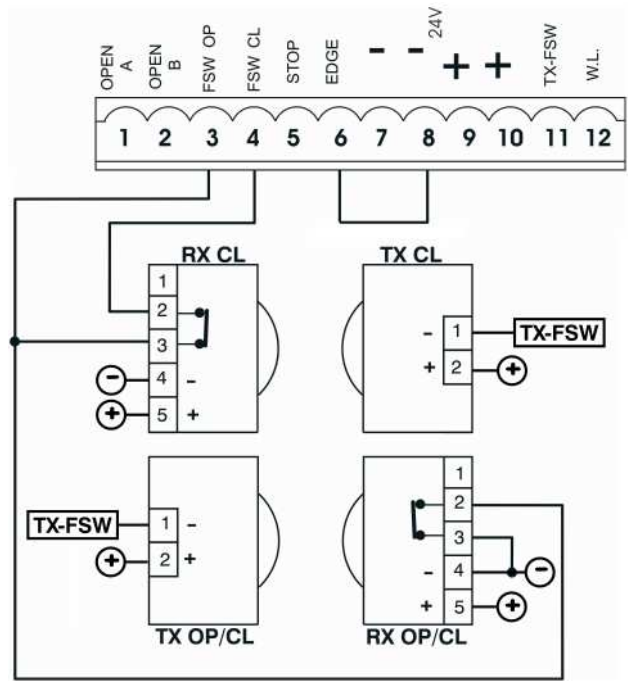 OPEN A
OPEN B
FSW OP
FSW CL
STOP
EDGE
- - 24V + +
TX-FSW
W.L.
1 2 3 4 5 6 7 8 9 10 11 12
RX CL
1
2
3
- 4 -
+ 5 +
TX CL
- 1 TX-FSW
+ 2 +
TX-FSW 1 -
+ 2 +
TX OP/CL
1
2
3
- 4 -
+ 5 +
RX OP/CL